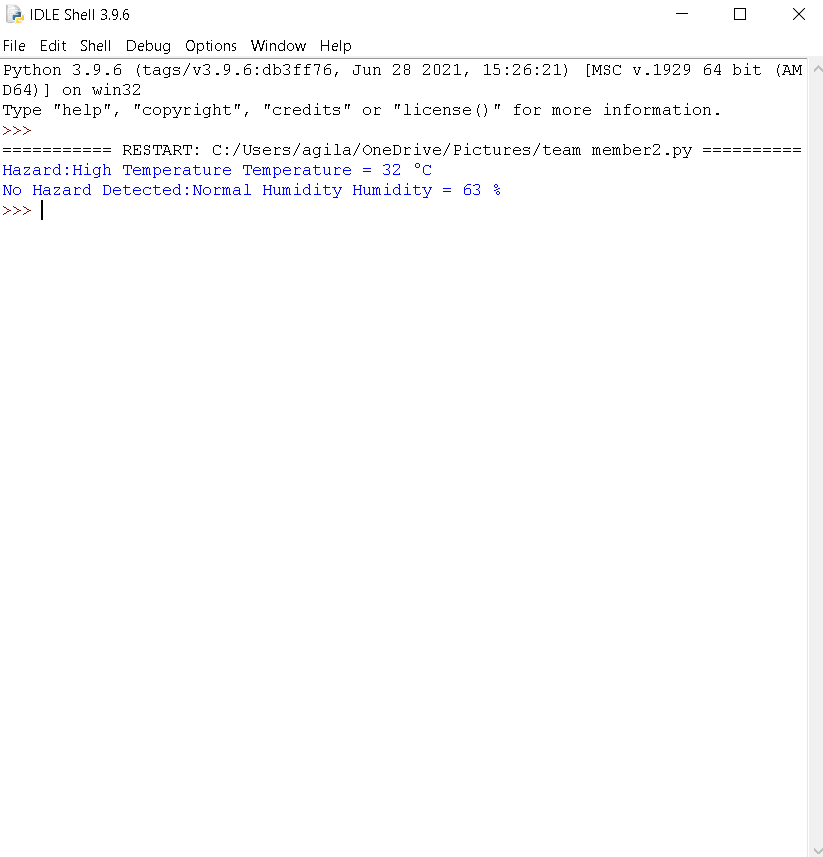 IDLE Shell 3.9.6
File Edit Shell Debug Options Window Help
Python 3.9.6 (tags/v3.9.6:db3ff76, Jun 28 2021, 15:26:21) [MSC v.1929 64 bit (AM
D64)] on win32
Type "help", "copyright", "credits" or "license()" for more information.
>>>
=========== RESTART: C:/Users/agila/OneDrive/Pictures/team member2.py ==========
Hazard:High Temperature Temperature = 32 °C
No Hazard Detected:Normal Humidity Humidity = 63 %
>>>